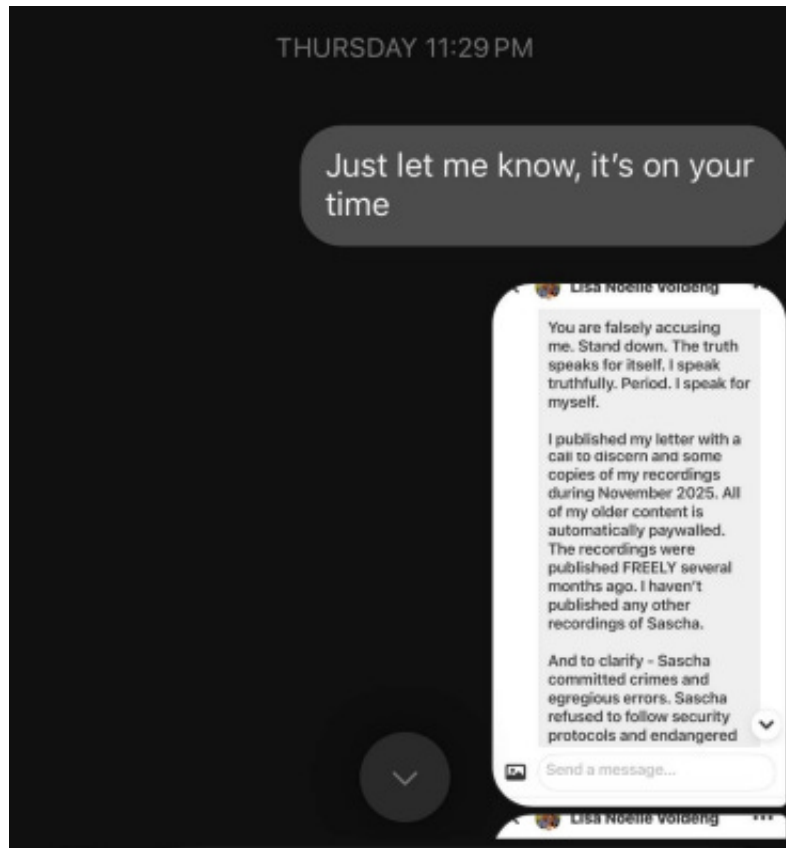 THURSDAY 11:29 PM
Just let me know, it's on your
time
Lisa Noelle Voldeng
You are falsely accusing
me. Stand down. The truth
speaks for itself. I speak
truthfully. Period. I speak for
myself.
I published my letter with a
call to discern and some
copies of my recordings
during November 2025. All
of my older content is
automatically paywalled.
The recordings were
published FREELY several
months ago. I haven't
published any other
recordings of Sascha.
And to clarify - Sascha
committed crimes and
egregious errors. Sascha
refused to follow security
protocols and endangered
Send a message...
Lisa Noelle Voldeng